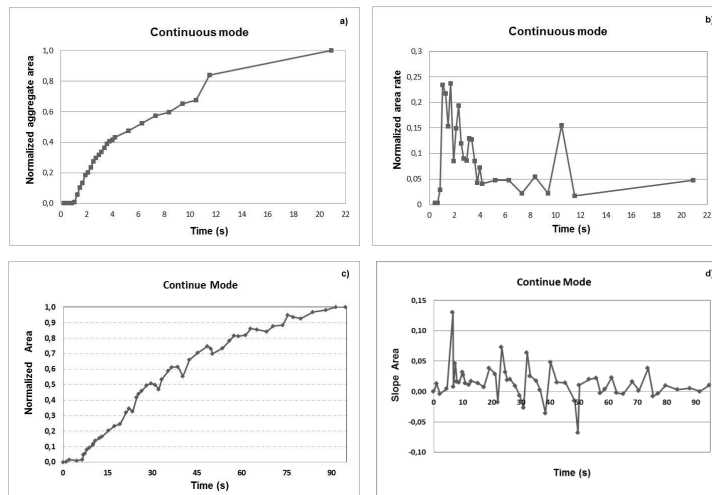 a)
Continuous mode
Normalized aggregate area
1,0
0,8
0,6
0,4
0,2
0,0
0 2 4 6 8 10 12 14 16 18 20 22
Time (s)
b)
Continuous mode
Normalized area rate
0,3
0,25
0,2
0,15
0,1
0,05
0
0 2 4 6 8 10 12 14 16 18 20 22
Time (s)
c)
Continue Mode
Normalized Area
1,0
0,9
0,8
0,7
0,6
0,5
0,4
0,3
0,2
0,1
0,0
0 15 30 45 60 75 90
Time (s)
d)
Continue Mode
Slope Area
0,15
0,10
0,05
0,00
-0,05
-0,10
0 10 20 30 40 50 60 70 80 90
Time (s)